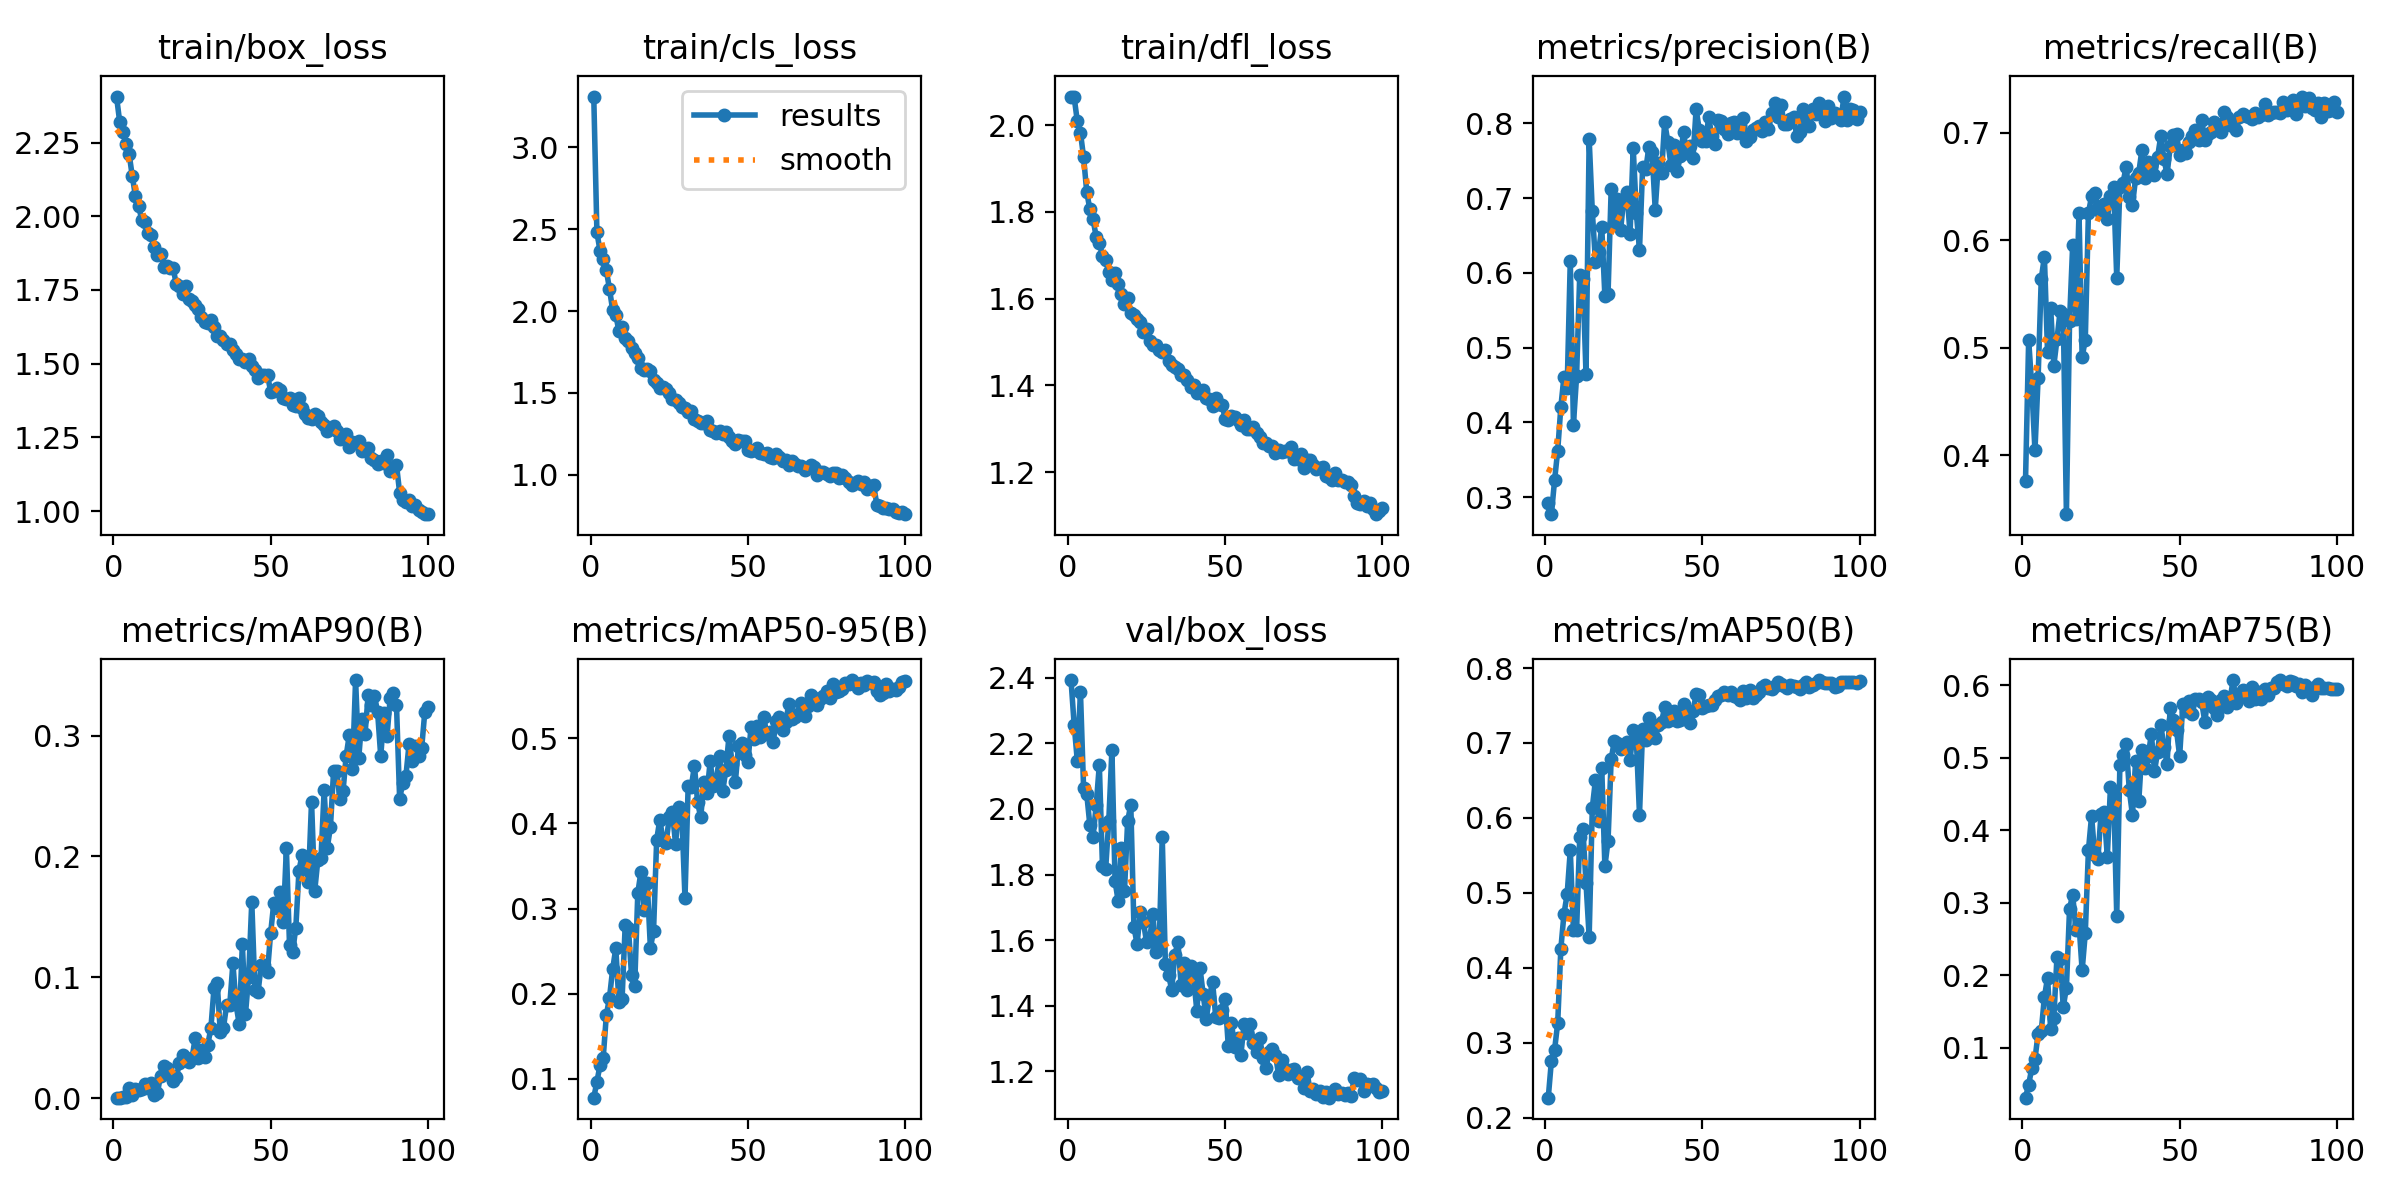 train/box_loss
2.25
2.00
1.75
1.50
1.25
1.00
0 50 100
train/cls_loss
results
smooth
3.0
2.5
2.0
1.5
1.0
0 50 100
train/dfl_loss
2.0
1.8
1.6
1.4
1.2
0 50 100
metrics/precision(B)
0.8
0.7
0.6
0.5
0.4
0.3
0 50 100
metrics/recall(B)
0.7
0.6
0.5
0.4
0 50 100
metrics/mAP90(B)
0.3
0.2
0.1
0.0
0 50 100
metrics/mAP50-95(B)
0.5
0.4
0.3
0.2
0.1
0 50 100
val/box_loss
2.4
2.2
2.0
1.8
1.6
1.4
1.2
0 50 100
metrics/mAP50(B)
0.8
0.7
0.6
0.5
0.4
0.3
0.2
0 50 100
metrics/mAP75(B)
0.6
0.5
0.4
0.3
0.2
0.1
0 50 100